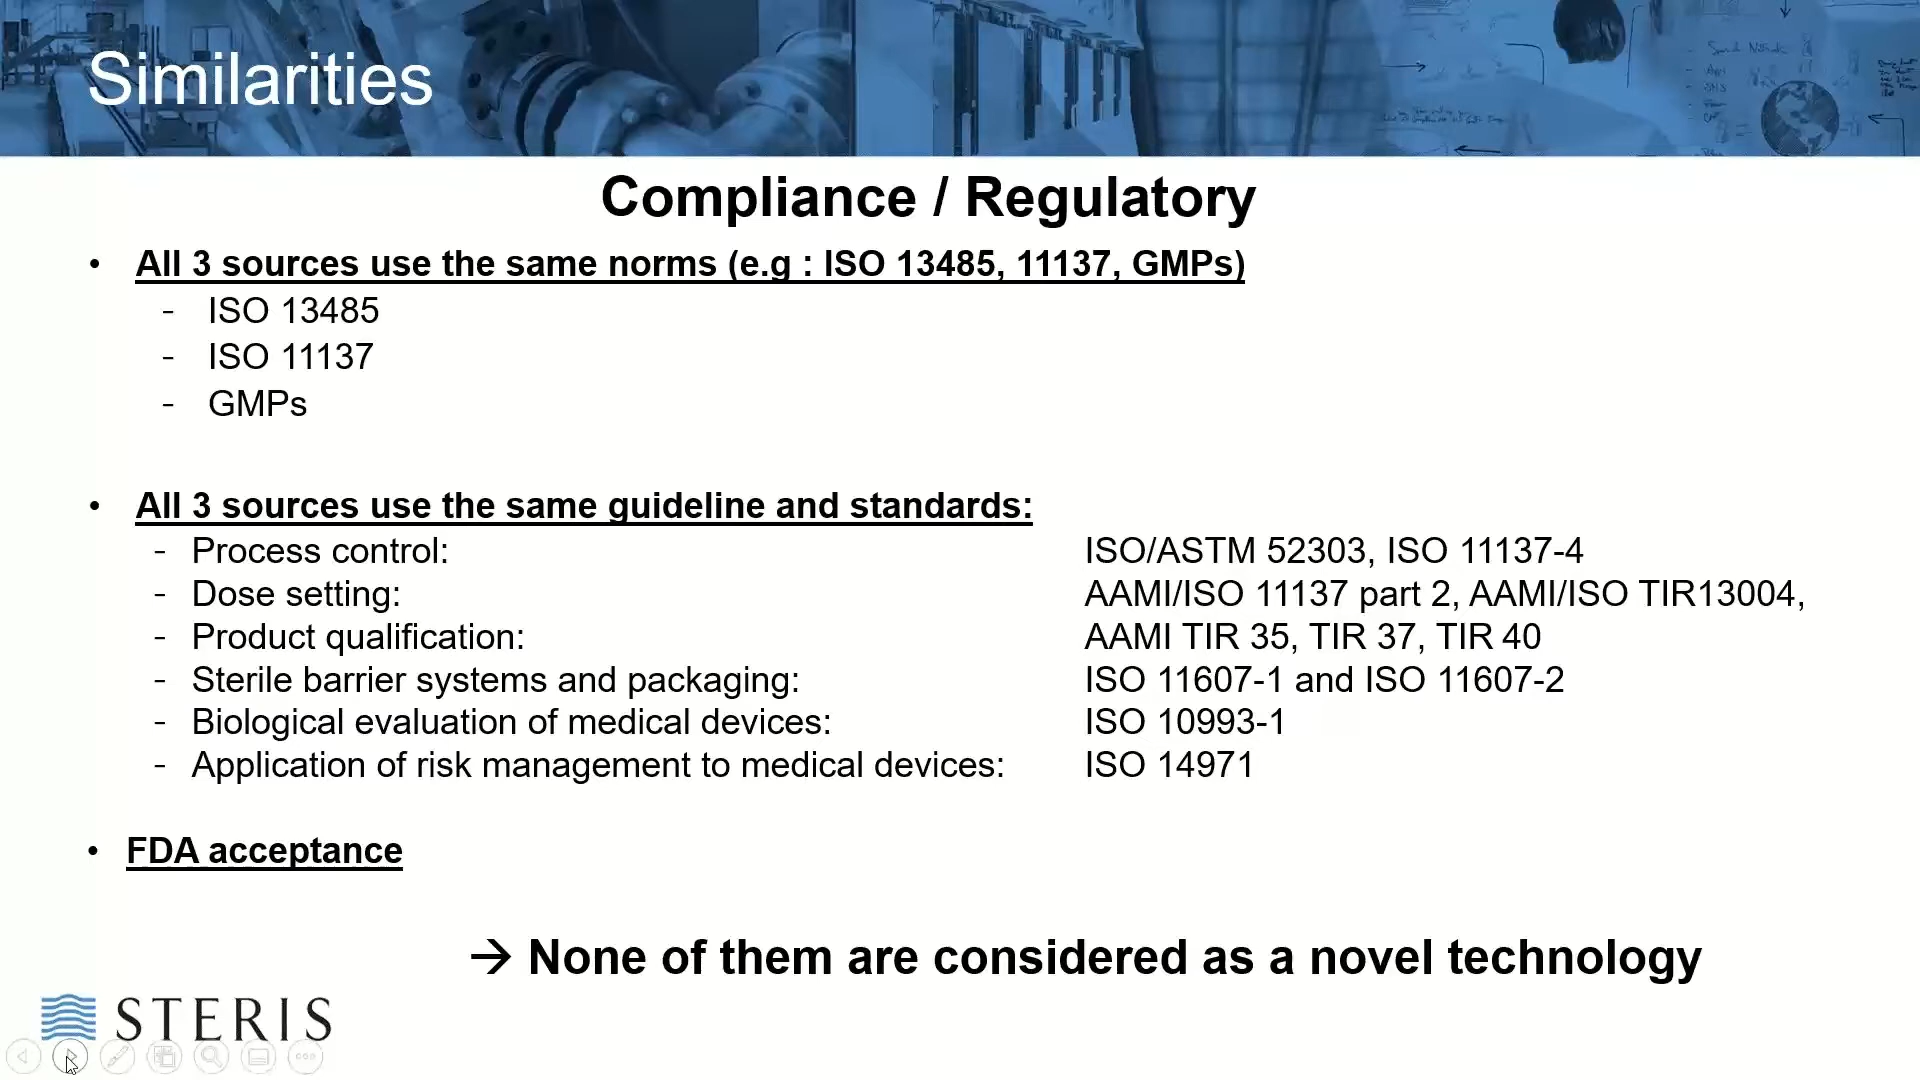 Similarities
Compliance / Regulatory
• All 3 sources use the same norms (e.g : ISO 13485, 11137, GMPs)
- ISO 13485
- ISO 11137
- GMPs
• All 3 sources use the same guideline and standards:
- Process control: ISO/ASTM 52303, ISO 11137-4
- Dose setting: AAMI/ISO 11137 part 2, AAMI/ISO TIR13004,
- Product qualification: AAMI TIR 35, TIR 37, TIR 40
- Sterile barrier systems and packaging: ISO 11607-1 and ISO 11607-2
- Biological evaluation of medical devices: ISO 10993-1
- Application of risk management to medical devices: ISO 14971
• FDA acceptance
→ None of them are considered as a novel technology
STERIS